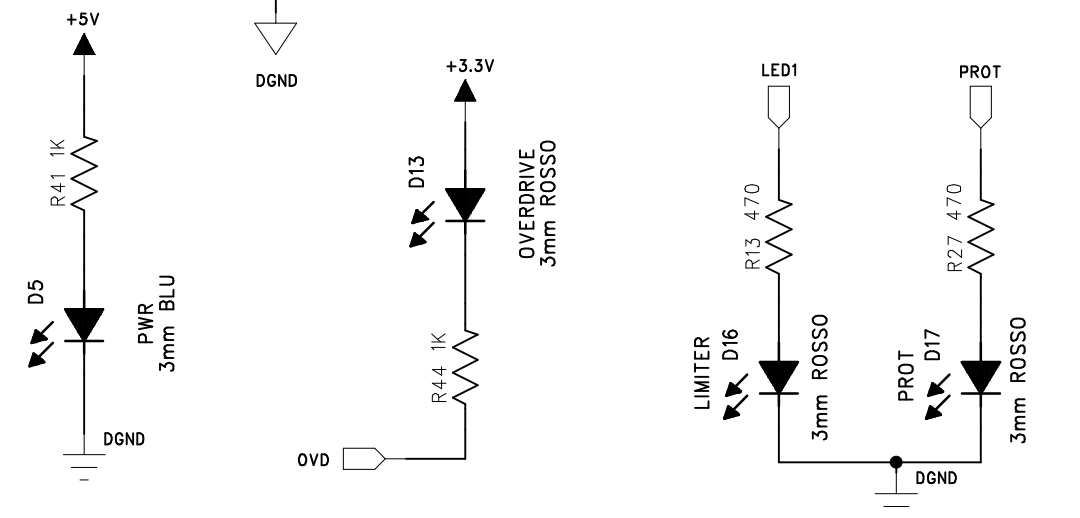 +5V
R41 1K
D5
PWR
3mm BLU
DGND
DGND
+3.3V
D13
OVERDRIVE
3mm ROSSO
R44 1K
OVD
LED1
R13 470
LIMITER
D16
3mm ROSSO
PROT
R27 470
PROT
D17
3mm ROSSO
DGND